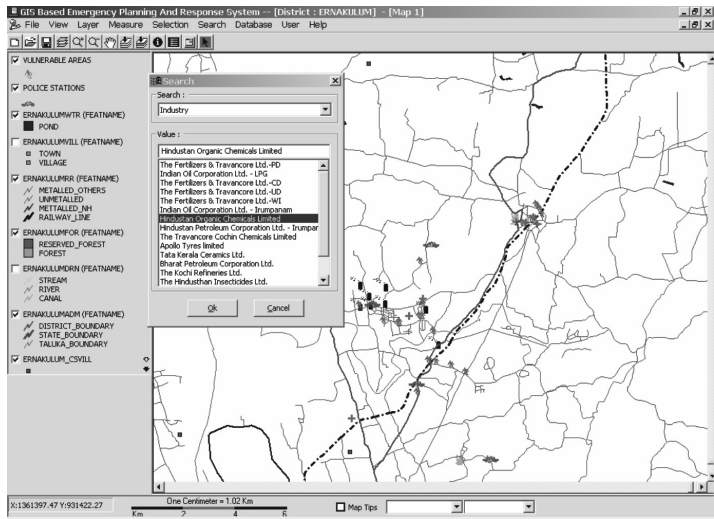 GIS Based Emergency Planning And Response System -- [District : ERNAKULUM] - [Map 1]
File View Layer Measure Selection Search Database User Help
VULNERABLE AREAS
POLICE STATIONS
ERNAKULUMWTR (FEATNAME)
POND
ERNAKULUMVILL (FEATNAME)
TOWN
VILLAGE
ERNAKULUMRR (FEATNAME)
METALLED_OTHERS
UNMETALLED
METTALLED_NH
RAILWAY_LINE
ERNAKULUMFOR (FEATNAME)
RESERVED_FOREST
FOREST
ERNAKULUMDRN (FEATNAME)
STREAM
RIVER
CANAL
ERNAKULUMADM (FEATNAME)
DISTRICT_BOUNDARY
STATE_BOUNDARY
TALUKA_BOUNDARY
ERNAKULUM_CSVILL
Search
Search :
Industry
Value :
Hindustan Organic Chemicals Limited
The Fertilizers & Travancore Ltd.-PD
Indian Oil Corporation Ltd. - LPG
The Fertilizers & Travancore Ltd.-CD
The Fertilizers & Travancore Ltd.-UD
The Fertilizers & Travancore Ltd.-WI
Indian Oil Corporation Ltd. - Irumpanam
Hindustan Organic Chemicals Limited
Hindustan Petroleum Corporation Ltd. - Irumpar
The Travancore Cochin Chemicals Limited
Apollo Tyres limited
Tata Kerala Ceramics Ltd.
Bharat Petroleum Corporation Ltd.
The Kochi Refineries Ltd.
The Hindusthan Insecticides Ltd.
Ok Cancel
X:1361397.47 Y:931422.27
One Centimeter = 1.02 Km
Km 2 4 6
Map Tips